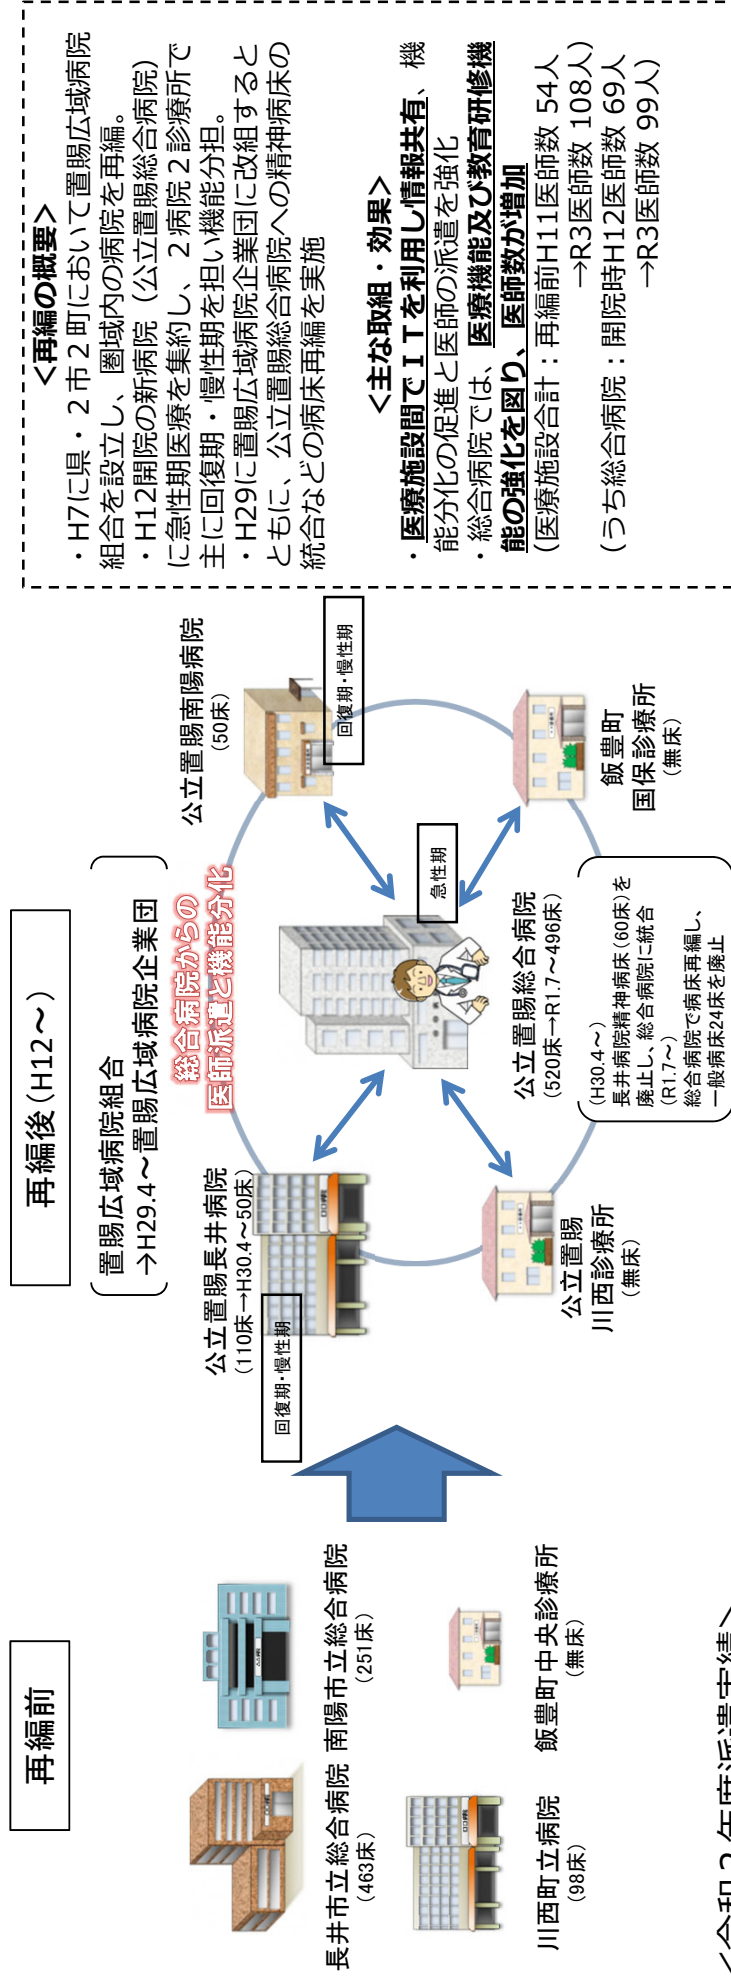 再編前
長井市立総合病院
(463床)
南陽市立総合病院
(251床)
川西町立病院
(98床)
飯豊町中央診療所
(無床)
再編後(H12～)
置賜広域病院組合
→H29.4～置賜広域病院企業団
総合病院からの
医師派遣と機能分化
公立置賜長井病院
(110床→H30.4～50床)
回復期・慢性期
公立置賜南陽病院
(50床)
回復期・慢性期
急性期
公立置賜総合病院
(520床→R1.7～496床)
公立置賜
川西診療所
(無床)
飯豊町
国保診療所
(無床)
(H30.4～)
長井病院精神病床(60床)を
廃止し、総合病院に統合
(R1.7～)
総合病院で病床再編し、
一般病床24床を廃止
＜再編の概要＞
・H7に県・２市２町において置賜広域病院
組合を設立し、圏域内の病院を再編。
・H12開院の新病院（公立置賜総合病院）
に急性期医療を集約し、２病院２診療所で
主に回復期・慢性期を担い機能分担。
・H29に置賜広域病院企業団に改組すると
ともに、公立置賜総合病院への精神病床の
統合などの病床再編を実施
＜主な取組・効果＞
・医療施設間でＩＴを利用し情報共有、機
能分化の促進と医師の派遣を強化
・総合病院では、医療機能及び教育研修機
能の強化を図り、医師数が増加
(医療施設合計：再編前H11医師数 54人
→R3医師数 108人)
(うち総合病院：開院時H12医師数 69人
→R3医師数 99人)
＜令和２年度派遣実績＞